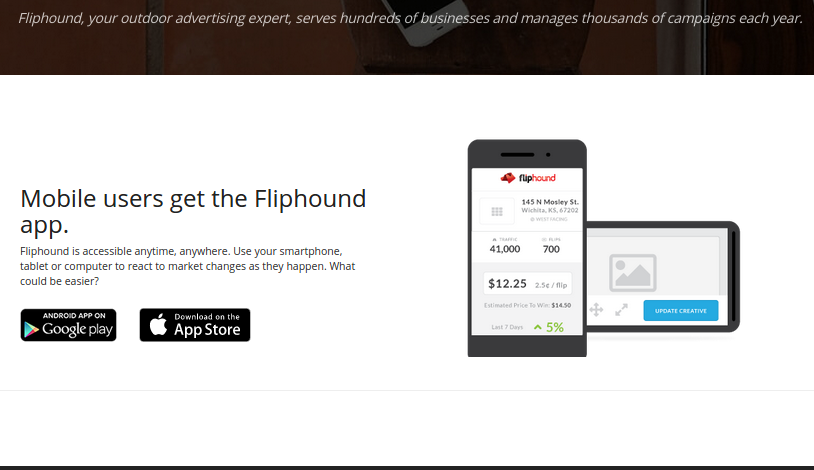 Fliphound, your outdoor advertising expert, serves hundreds of businesses and manages thousands of campaigns each year.
Mobile users get the Fliphound
app.
Fliphound is accessible anytime, anywhere. Use your smartphone,
tablet or computer to react to market changes as they happen. What
could be easier?
ANDROID APP ON
Google play
Download on the
App Store
fliphound
145 N Mosley St.
Wichita, KS, 67202
WEST FACING
TRAFFIC
FLIPS
41,000
700
$12.25 2.5¢ / flip
Estimated Price To Win: $14.50
Last 7 Days 5%
UPDATE CREATIVE